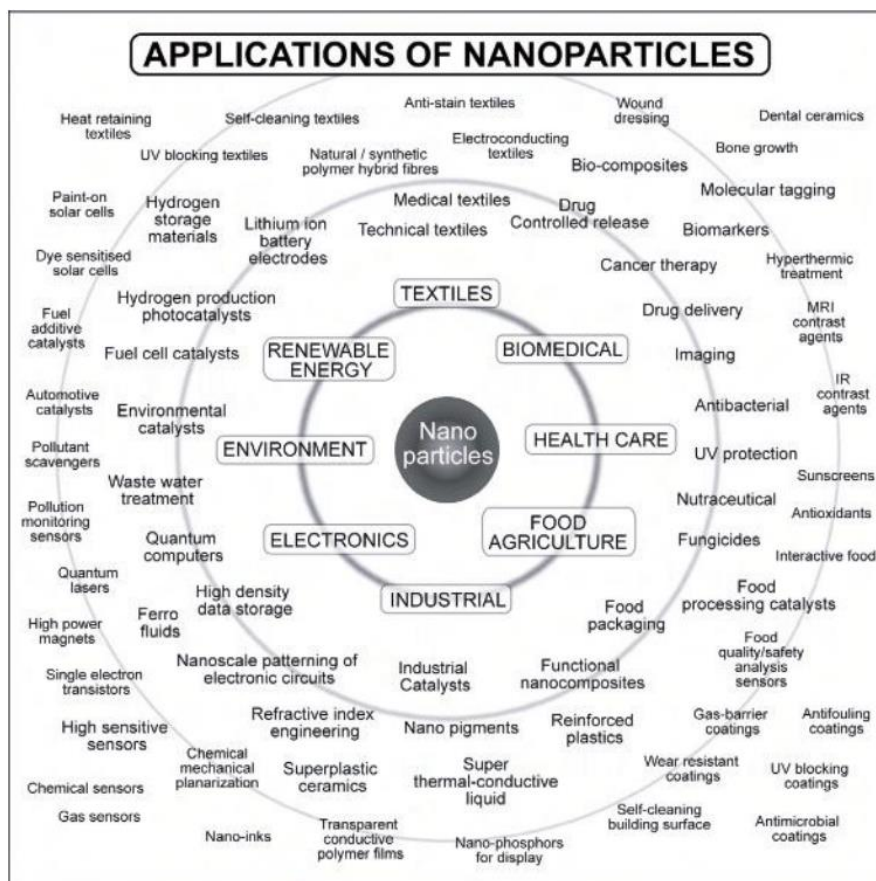 APPLICATIONS OF NANOPARTICLES
Heat retaining
textiles
Self-cleaning textiles
Anti-stain textiles
Wound
dressing
Dental ceramics
UV blocking textiles
Natural / synthetic
polymer hybrid fibres
Electroconducting
textiles
Bio-composites
Bone growth
Paint-on
solar cells
Hydrogen
storage
materials
Lithium ion
battery
electrodes
Medical textiles
Technical textiles
Drug
Controlled release
Molecular tagging
Biomarkers
Dye sensitised
solar cells
Cancer therapy
Hyperthermic
treatment
TEXTILES
Hydrogen production
photocatalysts
Drug delivery
Fuel
additive
catalysts
MRI
contrast
agents
Fuel cell catalysts
RENEWABLE
ENERGY
BIOMEDICAL
Imaging
Automotive
catalysts
Environmental
catalysts
Antibacterial
IR
contrast
agents
Pollutant
scavengers
ENVIRONMENT
Nano
particles
HEALTH CARE
UV protection
Waste water
treatment
Sunscreens
Nutraceutical
Pollution
monitoring
sensors
Antioxidants
Quantum
computers
ELECTRONICS
FOOD
AGRICULTURE
Fungicides
Interactive food
Quantum
lasers
High density
data storage
INDUSTRIAL
Food
packaging
Food
processing catalysts
High power
magnets
Ferro
fluids
Food
quality/safety
analysis
sensors
Single electron
transistors
Nanoscale patterning of
electronic circuits
Industrial
Catalysts
Functional
nanocomposites
High sensitive
sensors
Refractive index
engineering
Nano pigments
Reinforced
plastics
Gas-barrier
coatings
Antifouling
coatings
Chemical
mechanical
planarization
Superplastic
ceramics
Super
thermal-conductive
liquid
Wear resistant
coatings
UV blocking
coatings
Chemical sensors
Gas sensors
Nano-inks
Transparent
conductive
polymer films
Nano-phosphors
for display
Self-cleaning
building surface
Antimicrobial
coatings